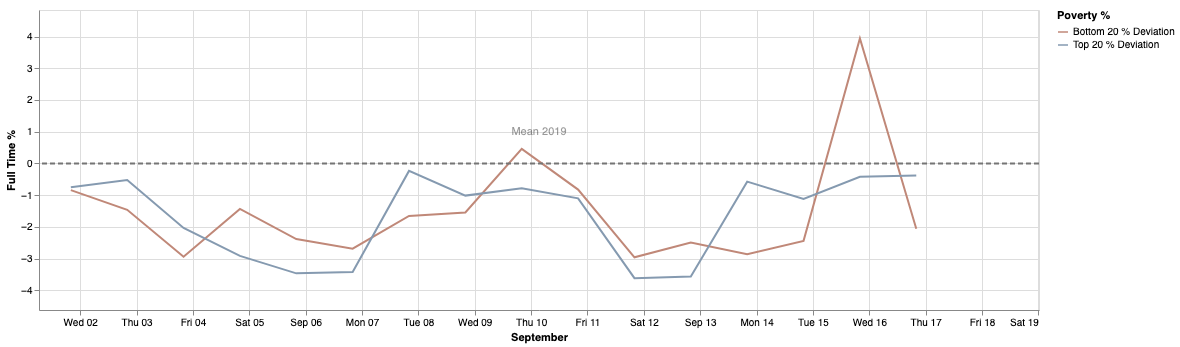 Poverty %
Bottom 20 % Deviation
Top 20 % Deviation
Full Time %
4
3
2
1
0
−1
−2
−3
−4
Mean 2019
Wed 02 Thu 03 Fri 04 Sat 05 Sep 06 Mon 07 Tue 08 Wed 09 Thu 10 Fri 11 Sat 12 Sep 13 Mon 14 Tue 15 Wed 16 Thu 17 Fri 18 Sat 19
September